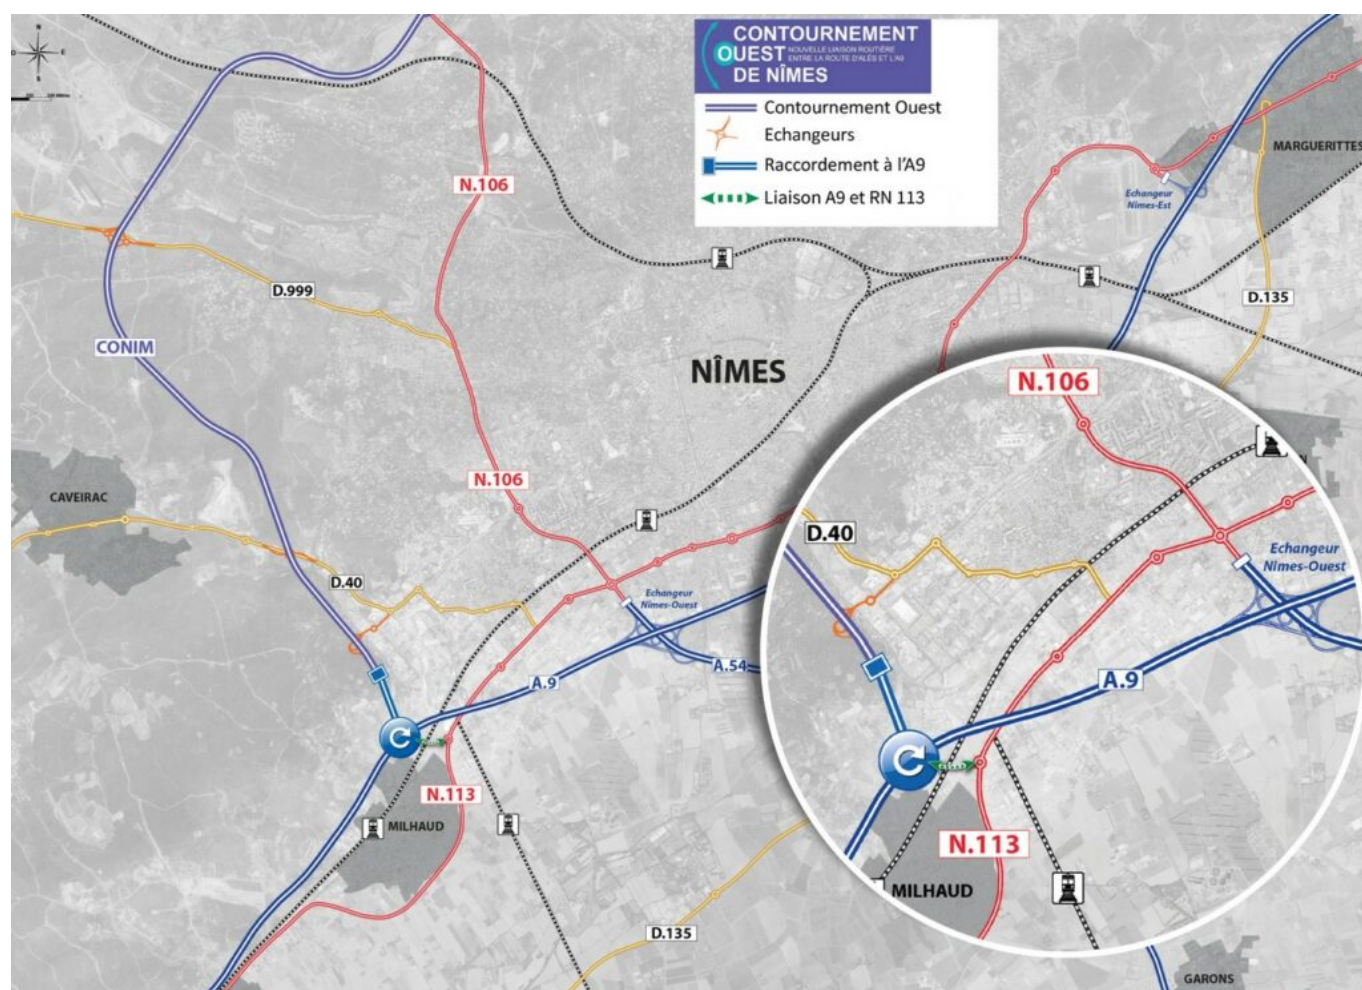 N
E
S
CONTOURNEMENT
OUEST NOUVELLE LIAISON ROUTIÈRE
ENTRE LA ROUTE D'ALÈS ET L'A9
DE NÎMES
Contournement Ouest
Echangeurs
Raccordement à l'A9
Liaison A9 et RN 113
MARGUERITTES
N.106
Echangeur
Nîmes-Est
D.999
D.135
CONIM
NÎMES
N.106
N.106
CAVEIRAC
D.40
D.40
Echangeur
Nîmes-Ouest
Echangeur
Nîmes-Ouest
A.54
A.9
A.9
N.113
MILHAUD
N.113
MILHAUD
D.135
GARONS